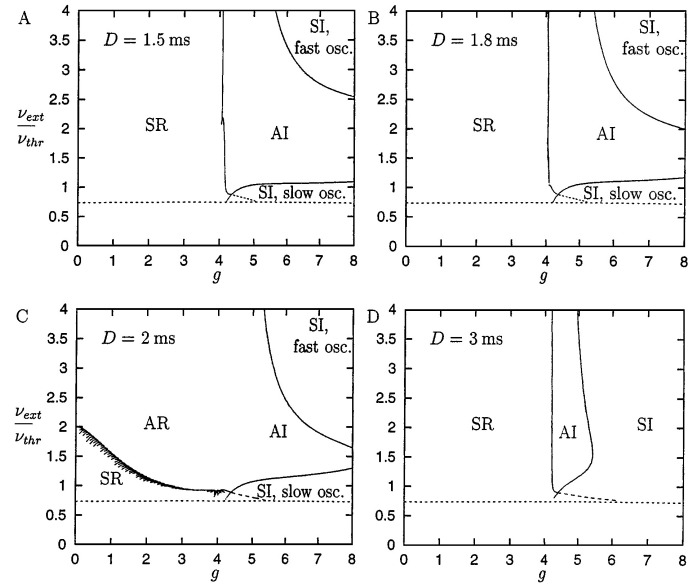 A
D = 1.5 ms
SI,
fast osc.
SR
AI
SI, slow osc.
ν_ext
ν_thr
4
3.5
3
2.5
2
1.5
1
0.5
0
0 1 2 3 4 5 6 7 8
g
B
D = 1.8 ms
SI,
fast osc.
SR
AI
SI, slow osc.
4
3.5
3
2.5
2
1.5
1
0.5
0
0 1 2 3 4 5 6 7 8
g
C
D = 2 ms
SI,
fast osc.
AR
AI
SR
SI, slow osc.
ν_ext
ν_thr
4
3.5
3
2.5
2
1.5
1
0.5
0
0 1 2 3 4 5 6 7 8
g
D
D = 3 ms
SR
AI
SI
4
3.5
3
2.5
2
1.5
1
0.5
0
0 1 2 3 4 5 6 7 8
g